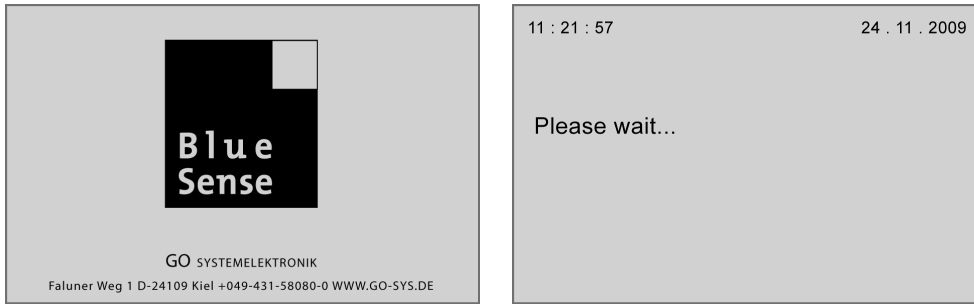 Blue
Sense
GO SYSTEMELEKTRONIK
Faluner Weg 1 D-24109 Kiel +049-431-58080-0 WWW.GO-SYS.DE
11 : 21 : 57 24 . 11 . 2009
Please wait...